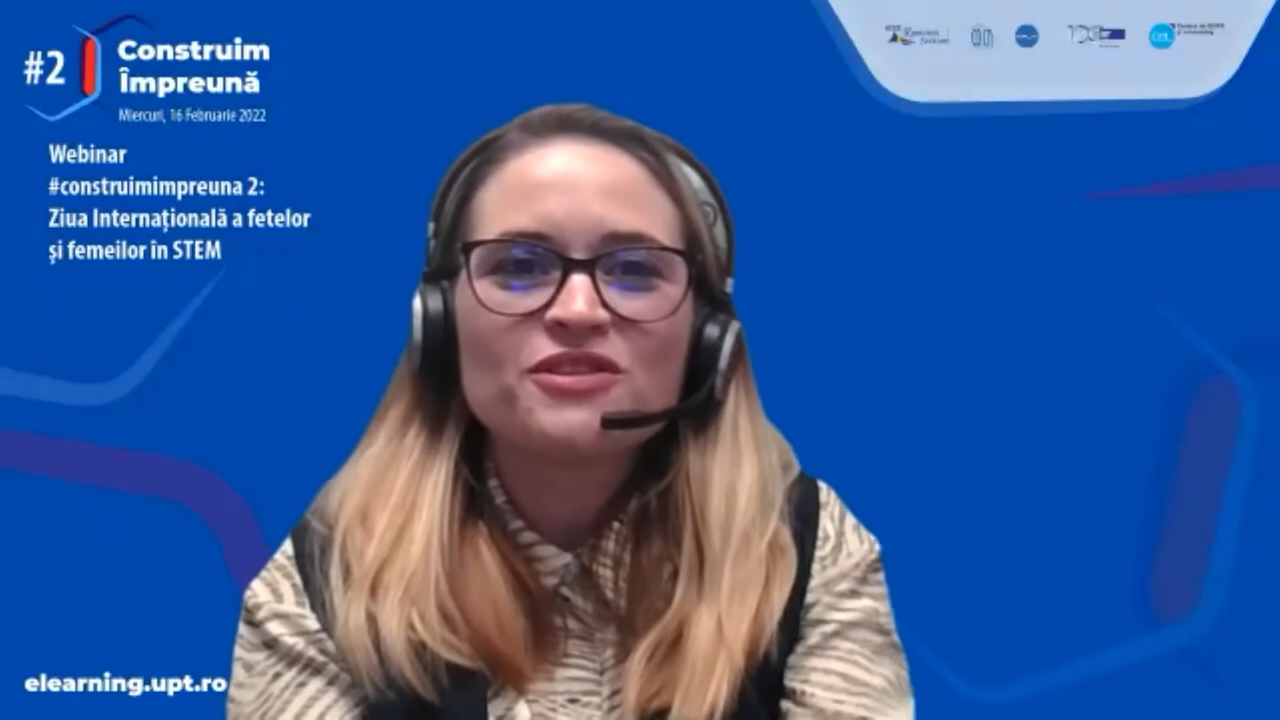 #2
Construim
Împreună
Miercuri, 16 Februarie 2022
Webinar
#construimimpreuna 2:
Ziua Internațională a fetelor
și femeilor în STEM
elearning.upt.ro